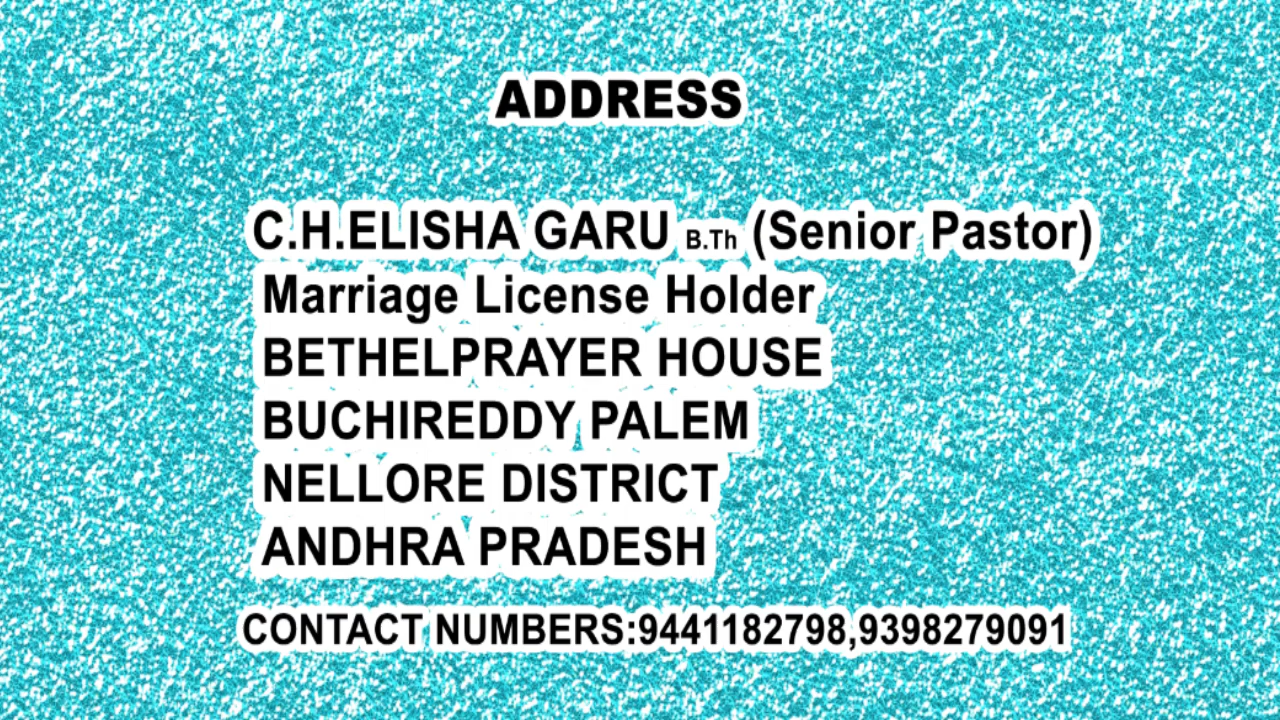 ADDRESS
C.H.ELISHA GARU B.Th (Senior Pastor)
Marriage License Holder
BETHELPRAYER HOUSE
BUCHIREDDY PALEM
NELLORE DISTRICT
ANDHRA PRADESH
CONTACT NUMBERS:9441182798,9398279091